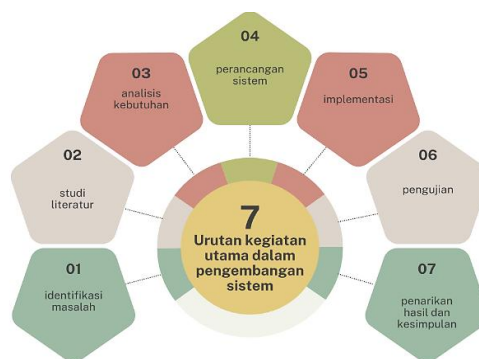 04
perancangan
sistem
03
analisis
kebutuhan
05
implementasi
02
studi
literatur
06
pengujian
7
Urutan kegiatan
utama dalam
pengembangan
sistem
01
identifikasi
masalah
07
penarikan
hasil dan
kesimpulan